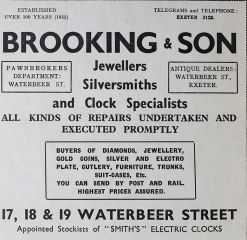 ESTABLISHED
OVER 100 YEARS (1832)
TELEGRAMS and TELEPHONE:
EXETER 3128.
BROOKING & SON
PAWNBROKERS
DEPARTMENT:
WATERBEER ST.
Jewellers
Silversmiths
and Clock Specialists
ANTIQUE DEALERS:
WATERBEER ST.,
EXETER.
ALL KINDS OF REPAIRS UNDERTAKEN AND
EXECUTED PROMPTLY
BUYERS OF DIAMONDS, JEWELLERY,
GOLD COINS, SILVER AND ELECTRO
PLATE, CUTLERY, FURNITURE, TRUNKS,
SUIT-CASES, Etc.
YOU CAN SEND BY POST AND RAIL.
HIGHEST PRICES ASSURED.
17, 18 & 19 WATERBEER STREET
Appointed Stockists of "SMITH'S" ELECTRIC CLOCKS